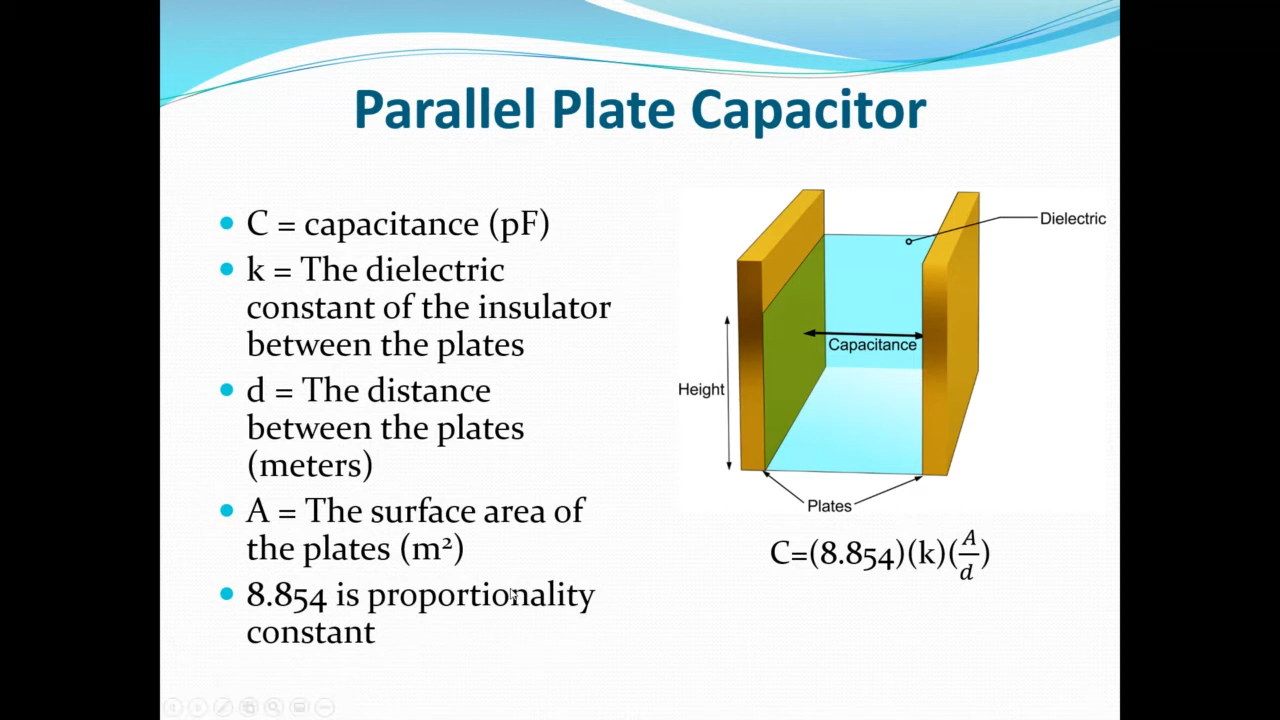 Parallel Plate Capacitor
• C = capacitance (pF)
• k = The dielectric
constant of the insulator
between the plates
• d = The distance
between the plates
(meters)
• A = The surface area of
the plates (m²)
• 8.854 is proportionality
constant
Dielectric
Capacitance
Height
Plates
C=(8.854)(k)(A/d)